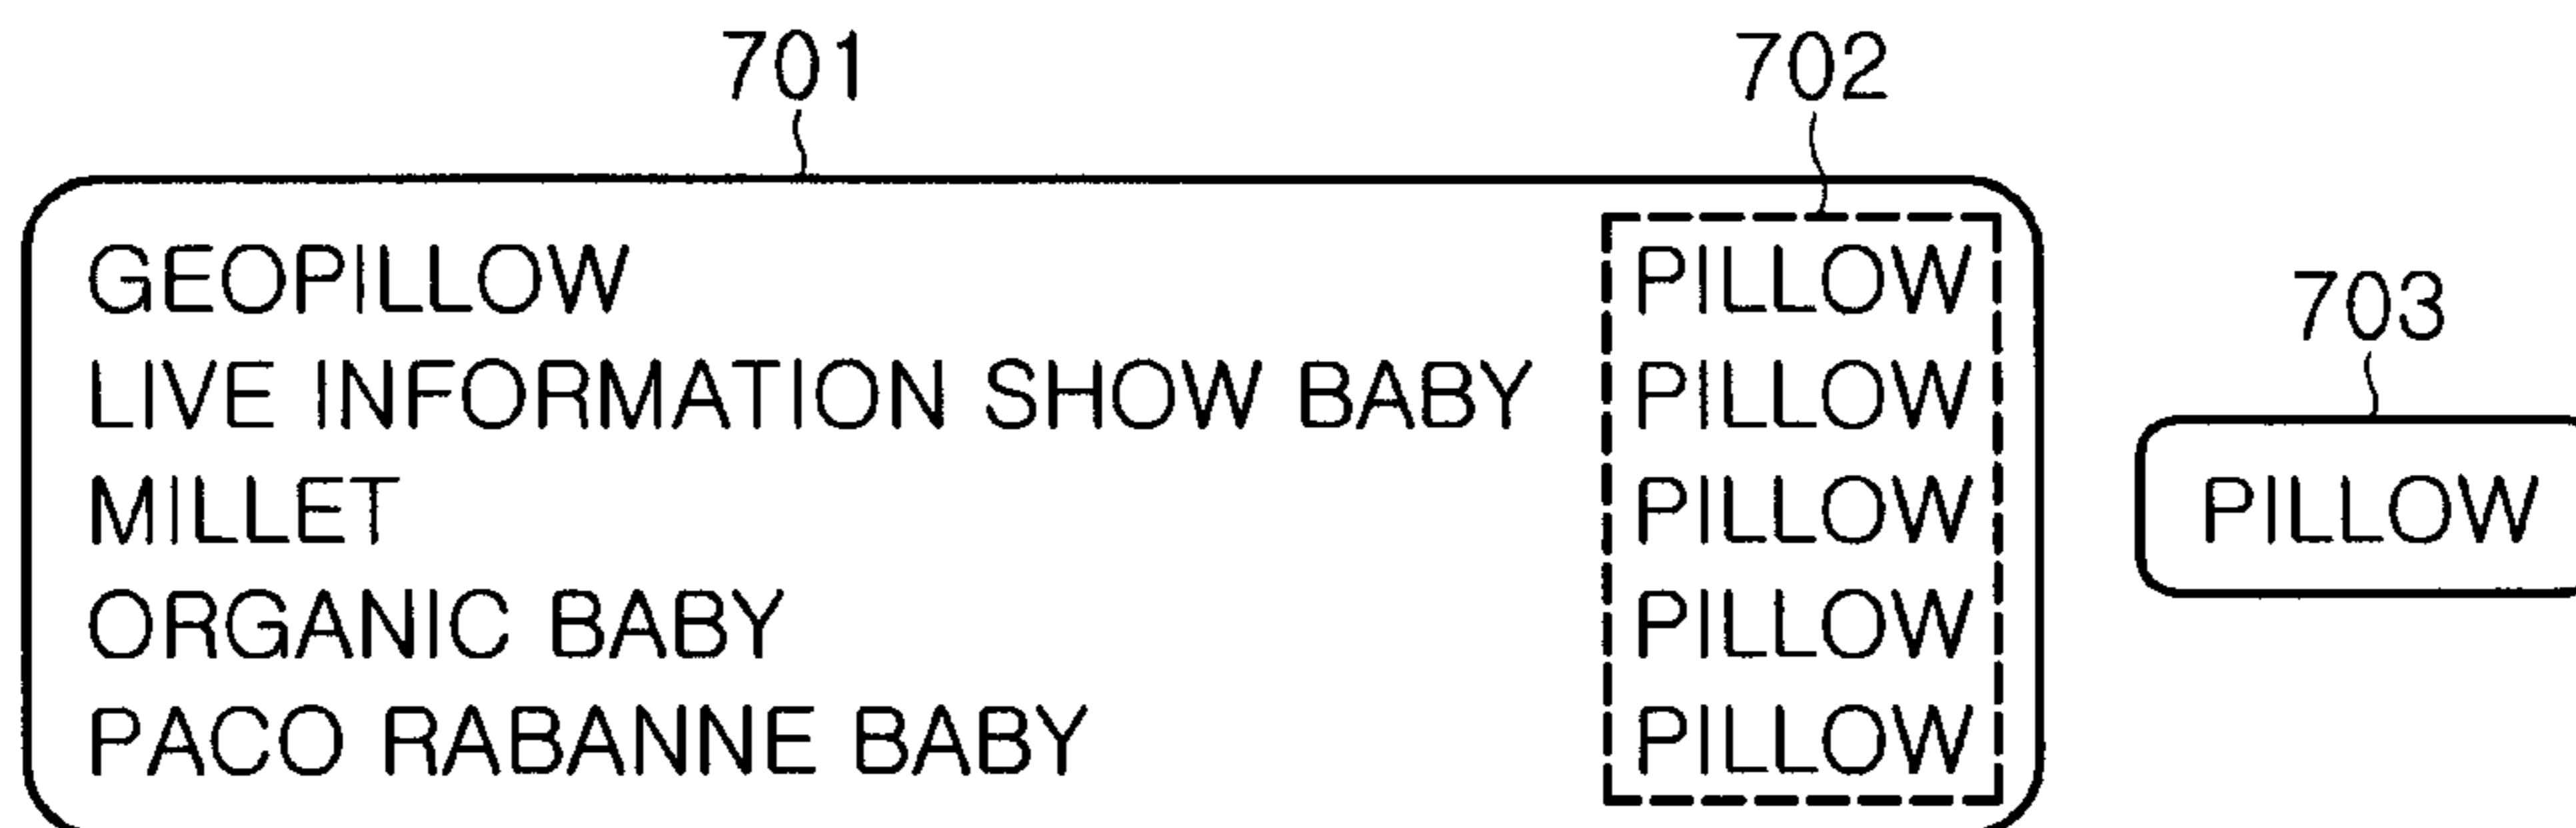 701 702
GEOPILLOW PILLOW
LIVE INFORMATION SHOW BABY PILLOW
703
MILLET PILLOW
PILLOW
ORGANIC BABY PILLOW
PACO RABANNE BABY PILLOW